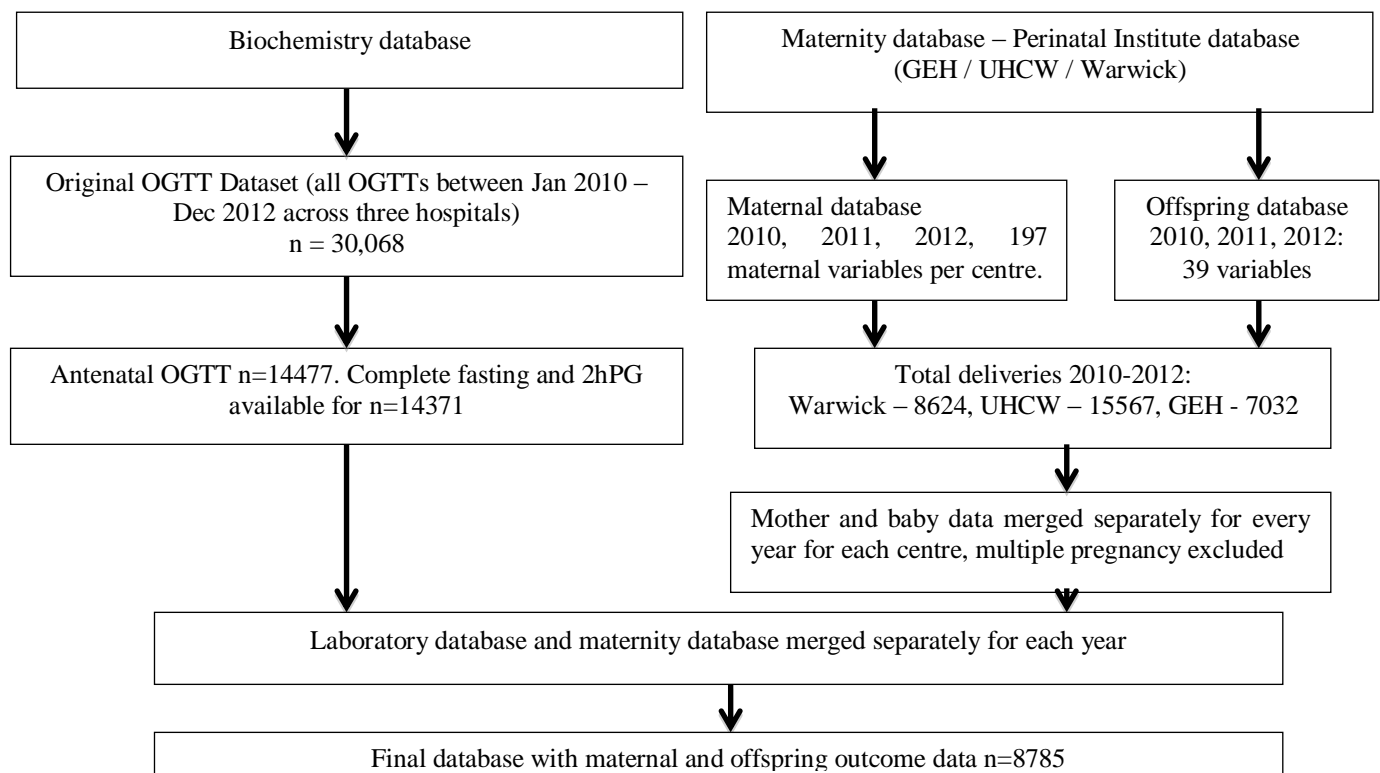 Biochemistry database
Maternity database – Perinatal Institute database
(GEH / UHCW / Warwick)
Original OGTT Dataset (all OGTTs between Jan 2010 –
Dec 2012 across three hospitals)
n = 30,068
Maternal database
2010, 2011, 2012, 197
maternal variables per centre.
Offspring database
2010, 2011, 2012:
39 variables
Antenatal OGTT n=14477. Complete fasting and 2hPG
available for n=14371
Total deliveries 2010-2012:
Warwick – 8624, UHCW – 15567, GEH - 7032
Mother and baby data merged separately for every
year for each centre, multiple pregnancy excluded
Laboratory database and maternity database merged separately for each year
Final database with maternal and offspring outcome data n=8785